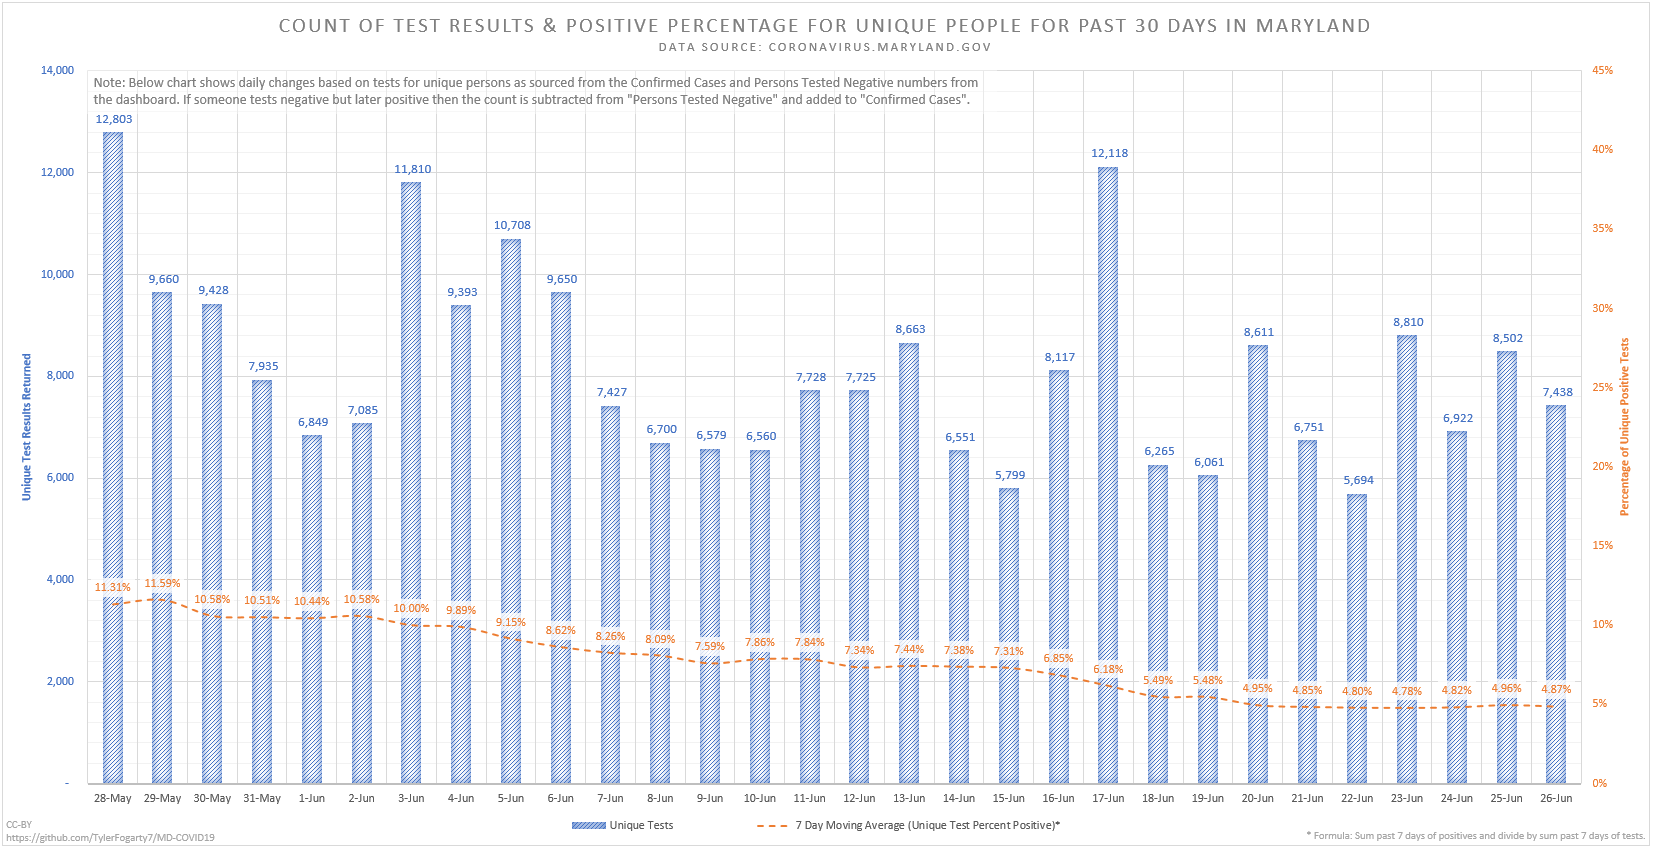 COUNT OF TEST RESULTS & POSITIVE PERCENTAGE FOR UNIQUE PEOPLE FOR PAST 30 DAYS IN MARYLAND
DATA SOURCE: CORONAVIRUS.MARYLAND.GOV
Note: Below chart shows daily changes based on tests for unique persons as sourced from the Confirmed Cases and Persons Tested Negative numbers from
the dashboard. If someone tests negative but later positive then the count is subtracted from "Persons Tested Negative" and added to "Confirmed Cases".
Unique Test Results Returned
14,000
12,000
10,000
8,000
6,000
4,000
2,000
-
12,803
9,660
9,428
7,935
6,849
7,085
11,810
9,393
10,708
9,650
7,427
6,700
6,579
6,560
7,728
7,725
8,663
6,551
5,799
8,117
12,118
6,265
6,061
8,611
6,751
5,694
8,810
6,922
8,502
7,438
11.31%
11.59%
10.58%
10.51%
10.44%
10.58%
10.00%
9.89%
9.15%
8.62%
8.26%
8.09%
7.59%
7.86%
7.84%
7.34%
7.44%
7.38%
7.31%
6.85%
6.18%
5.49%
5.48%
4.95%
4.85%
4.80%
4.78%
4.82%
4.96%
4.87%
45%
40%
35%
30%
25%
20%
15%
10%
5%
0%
Percentage of Unique Positive Tests
28-May
29-May
30-May
31-May
1-Jun
2-Jun
3-Jun
4-Jun
5-Jun
6-Jun
7-Jun
8-Jun
9-Jun
10-Jun
11-Jun
12-Jun
13-Jun
14-Jun
15-Jun
16-Jun
17-Jun
18-Jun
19-Jun
20-Jun
21-Jun
22-Jun
23-Jun
24-Jun
25-Jun
26-Jun
Unique Tests
7 Day Moving Average (Unique Test Percent Positive)*
CC-BY
https://github.com/TylerFogarty7/MD-COVID19
* Formula: Sum past 7 days of positives and divide by sum past 7 days of tests.